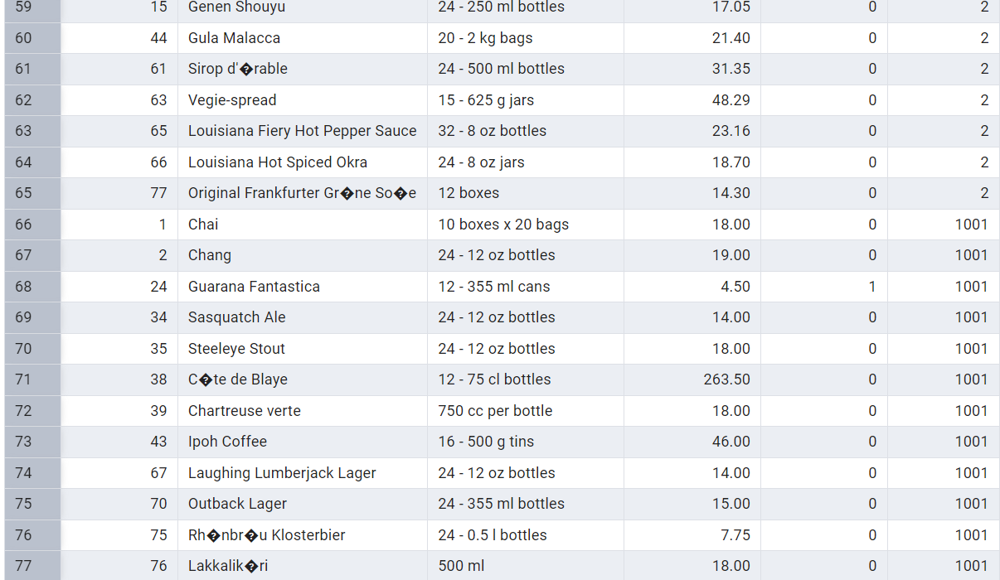 59 15 Genen Shouyu 24 - 250 ml bottles 17.05 0 2
60 44 Gula Malacca 20 - 2 kg bags 21.40 0 2
61 61 Sirop d'�rable 24 - 500 ml bottles 31.35 0 2
62 63 Vegie-spread 15 - 625 g jars 48.29 0 2
63 65 Louisiana Fiery Hot Pepper Sauce 32 - 8 oz bottles 23.16 0 2
64 66 Louisiana Hot Spiced Okra 24 - 8 oz jars 18.70 0 2
65 77 Original Frankfurter Gr�ne So�e 12 boxes 14.30 0 2
66 1 Chai 10 boxes x 20 bags 18.00 0 1001
67 2 Chang 24 - 12 oz bottles 19.00 0 1001
68 24 Guarana Fantastica 12 - 355 ml cans 4.50 1 1001
69 34 Sasquatch Ale 24 - 12 oz bottles 14.00 0 1001
70 35 Steeleye Stout 24 - 12 oz bottles 18.00 0 1001
71 38 C�te de Blaye 12 - 75 cl bottles 263.50 0 1001
72 39 Chartreuse verte 750 cc per bottle 18.00 0 1001
73 43 Ipoh Coffee 16 - 500 g tins 46.00 0 1001
74 67 Laughing Lumberjack Lager 24 - 12 oz bottles 14.00 0 1001
75 70 Outback Lager 24 - 355 ml bottles 15.00 0 1001
76 75 Rh�nbr�u Klosterbier 24 - 0.5 l bottles 7.75 0 1001
77 76 Lakkalik�ri 500 ml 18.00 0 1001